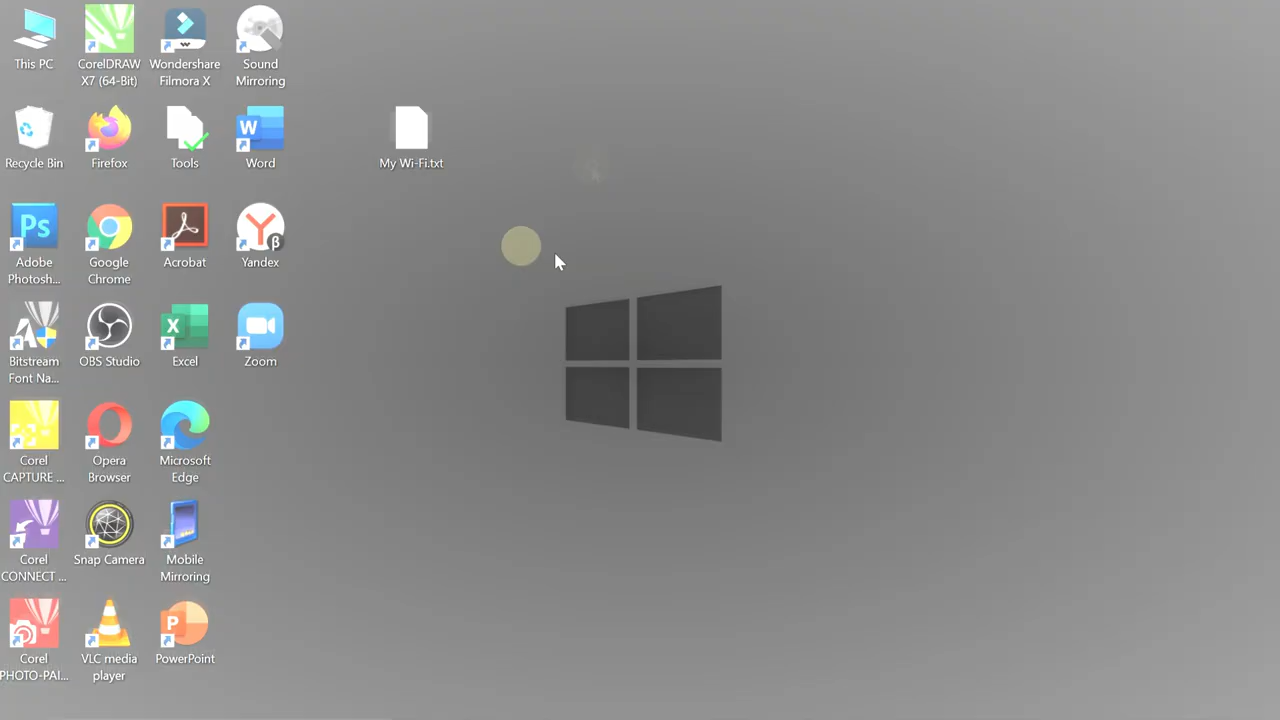 This PC
CorelDRAW
X7 (64-Bit)
Wondershare
Filmora X
Sound
Mirroring
Recycle Bin
Firefox
Tools
W
Word
My Wi-Fi.txt
Ps
Adobe
Photosh...
Google
Chrome
Acrobat
β
Yandex
Bitstream
Font Na...
OBS Studio
X
Excel
Zoom
Corel
CAPTURE ...
Opera
Browser
Microsoft
Edge
Corel
CONNECT ...
Snap Camera
Mobile
Mirroring
Corel
PHOTO-PAI...
VLC media
player
P
PowerPoint